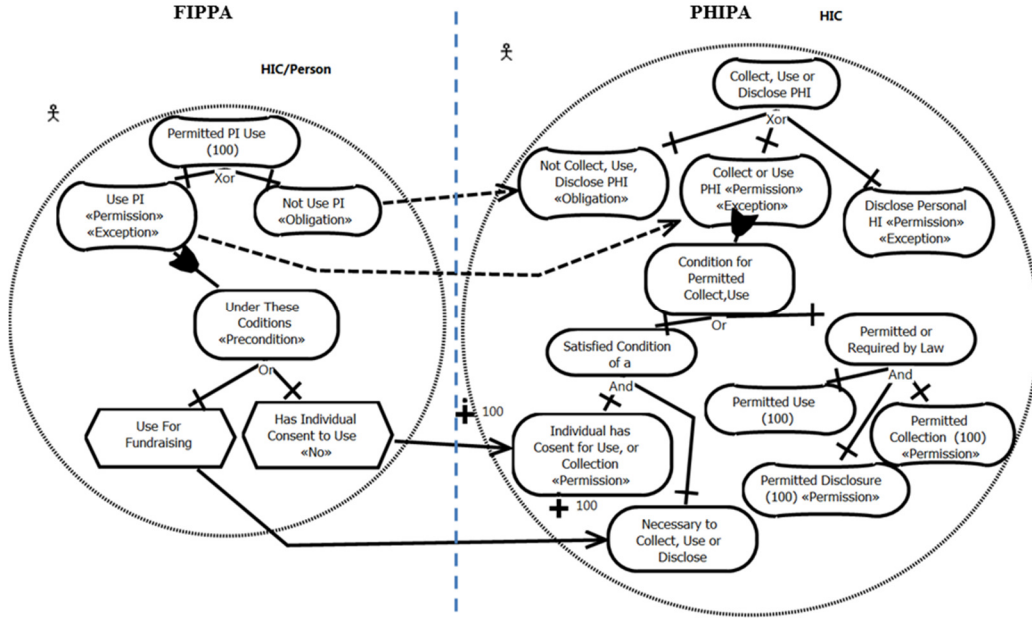 FIPPA
HIC/Person
Permitted PI Use
(100)
Xor
Use PI
«Permission»
«Exception»
Not Use PI
«Obligation»
Under These
Coditions
«Precondition»
Or
Use For
Fundraising
Has Individual
Consent to Use
«No»
PHIPA
HIC
Collect, Use or
Disclose PHI
Xor
Not Collect, Use,
Disclose PHI
«Obligation»
Collect or Use
PHI «Permission»
«Exception»
Disclose Personal
HI «Permission»
«Exception»
Condition for
Permitted
Collect,Use
Or
Satisfied Condition
of a
And
Permitted or
Required by Law
And
Permitted Use
(100)
Permitted
Collection (100)
«Permission»
Permitted Disclosure
(100) «Permission»
100
Individual has
Cosent for Use, or
Collection
«Permission»
100
Necessary to
Collect, Use or
Disclose